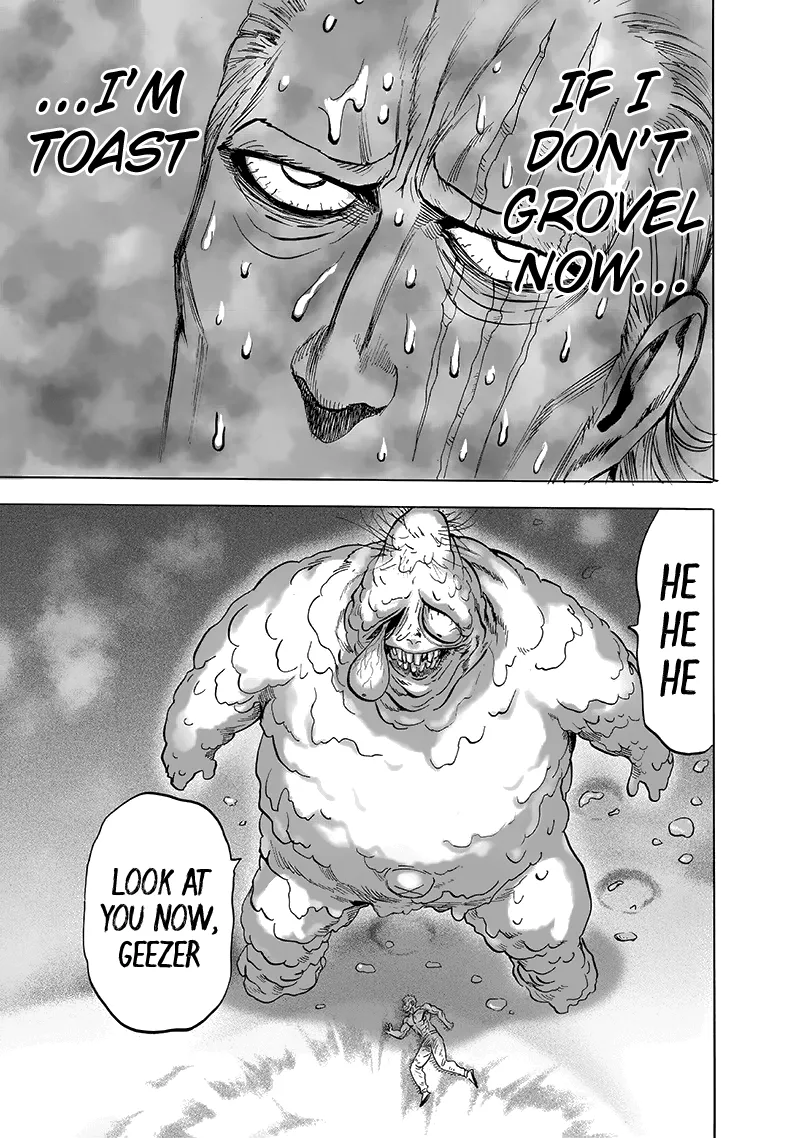 IF I
DON'T
GROVEL
NOW...
...I'M
TOAST
HE
HE
HE
LOOK AT
YOU NOW,
GEEZER